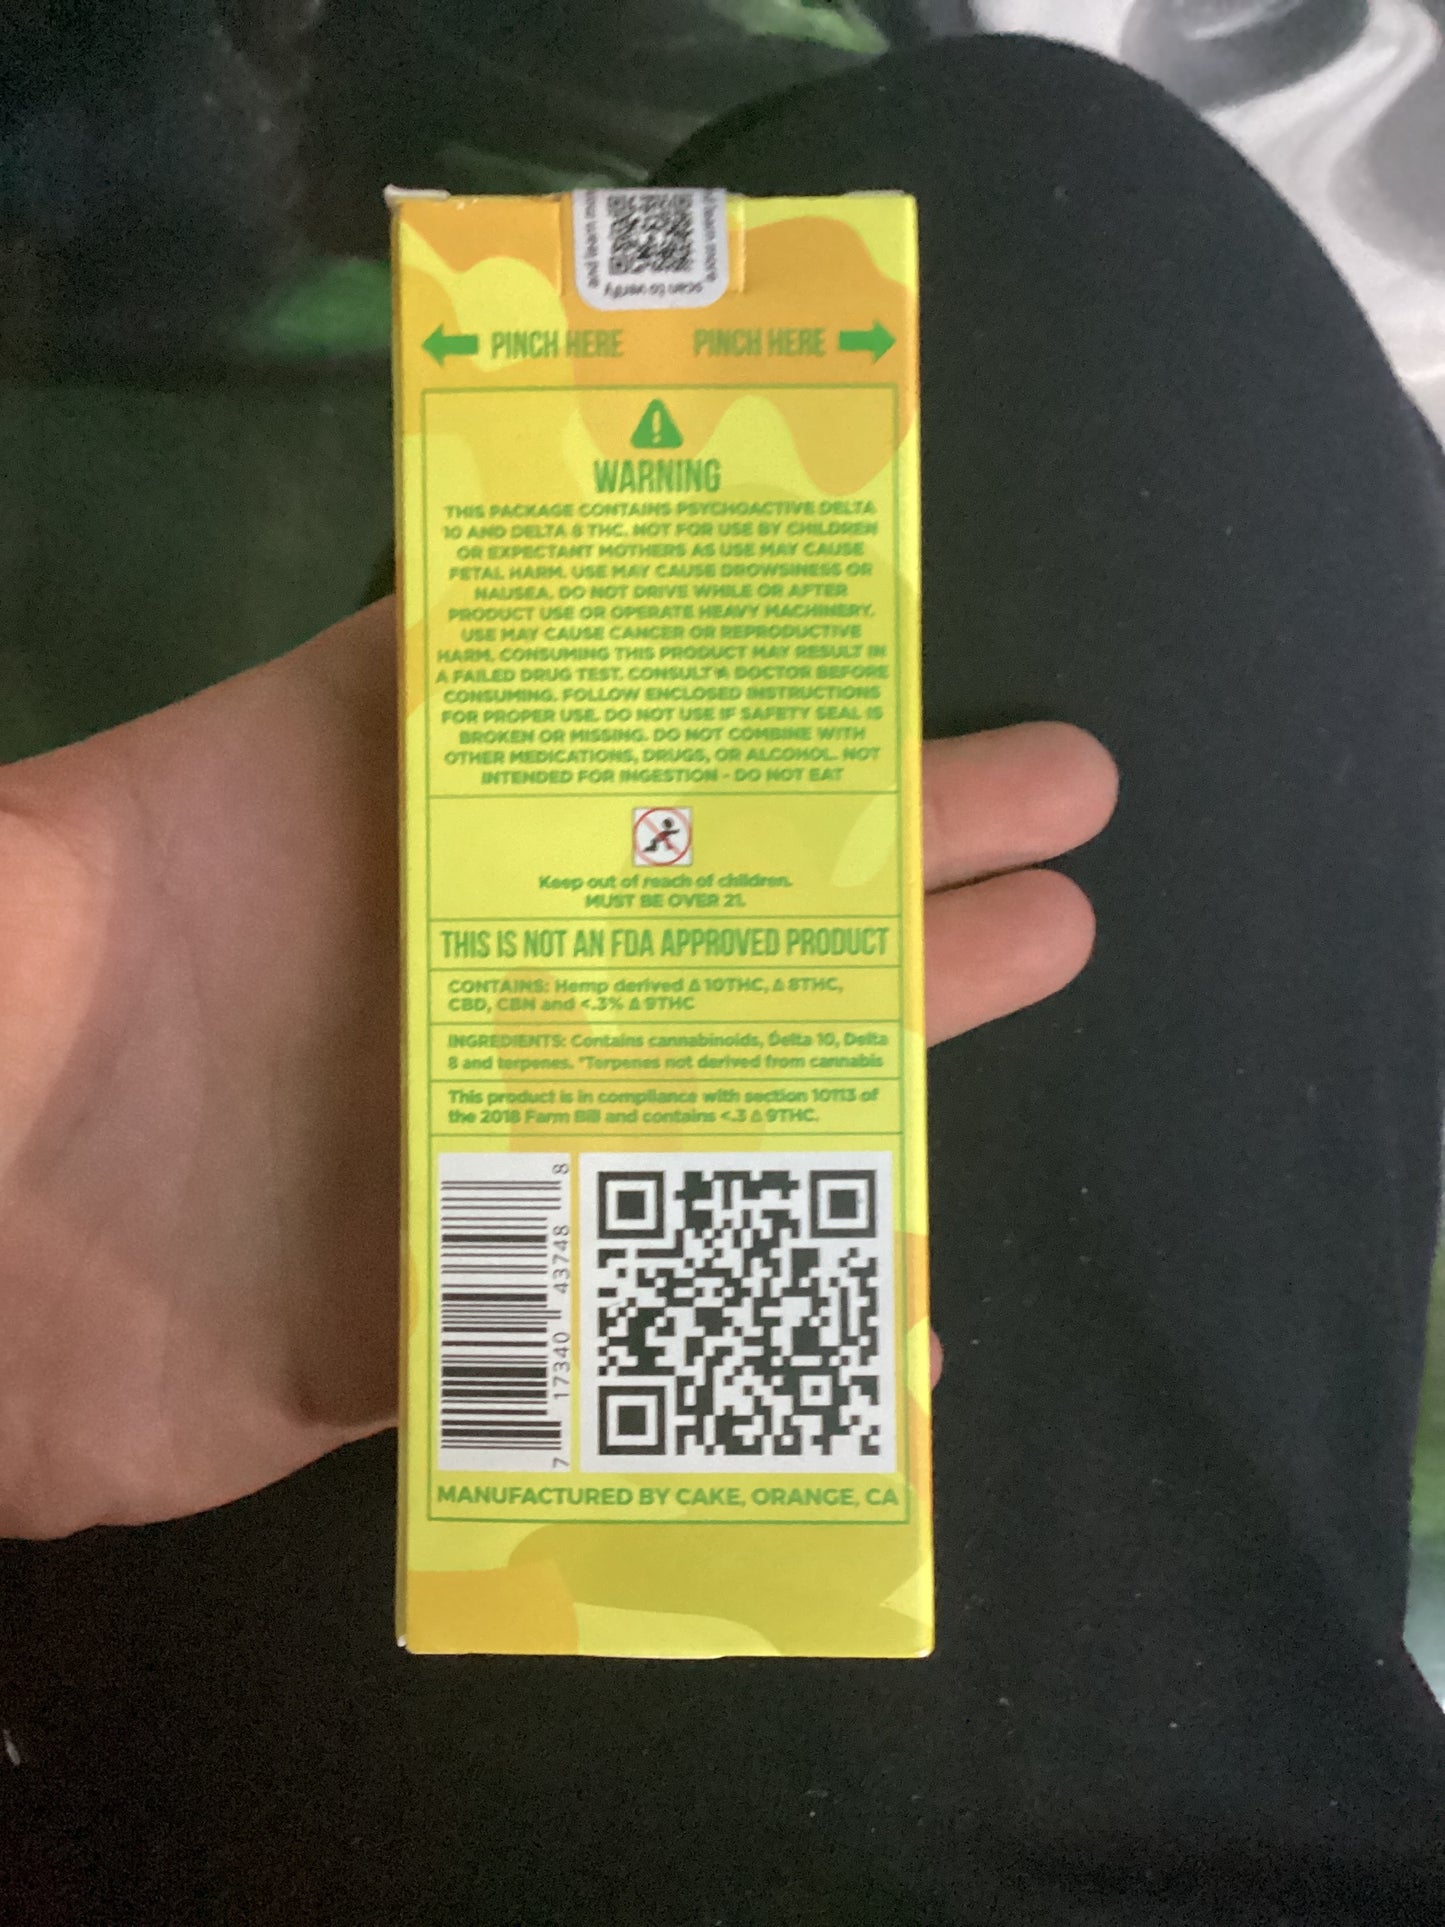 scan to verify
and learn more
PINCH HERE PINCH HERE
WARNING
THIS PACKAGE CONTAINS PSYCHOACTIVE DELTA
10 AND DELTA 8 THC. NOT FOR USE BY CHILDREN
OR EXPECTANT MOTHERS AS USE MAY CAUSE
FETAL HARM. USE MAY CAUSE DROWSINESS OR
NAUSEA. DO NOT DRIVE WHILE OR AFTER
PRODUCT USE OR OPERATE HEAVY MACHINERY.
USE MAY CAUSE CANCER OR REPRODUCTIVE
HARM. CONSUMING THIS PRODUCT MAY RESULT IN
A FAILED DRUG TEST. CONSULT A DOCTOR BEFORE
CONSUMING. FOLLOW ENCLOSED INSTRUCTIONS
FOR PROPER USE. DO NOT USE IF SAFETY SEAL IS
BROKEN OR MISSING. DO NOT COMBINE WITH
OTHER MEDICATIONS, DRUGS, OR ALCOHOL. NOT
INTENDED FOR INGESTION - DO NOT EAT
Keep out of reach of children.
MUST BE OVER 21.
THIS IS NOT AN FDA APPROVED PRODUCT
CONTAINS: Hemp derived Δ 10THC, Δ 8THC,
CBD, CBN and <.3% Δ 9THC
INGREDIENTS: Contains cannabinoids, Delta 10, Delta
8 and terpenes. *Terpenes not derived from cannabis
This product is in compliance with section 10113 of
the 2018 Farm Bill and contains <.3 Δ 9THC.
7 17340 43748 8
MANUFACTURED BY CAKE, ORANGE, CA